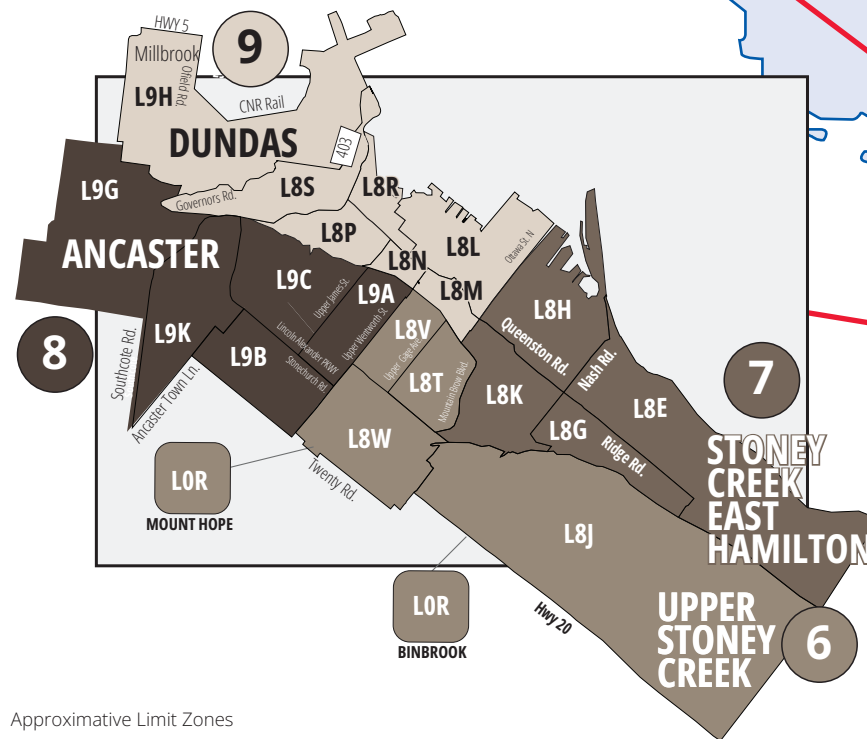 HWY 5
9
Millbrook
Ofield Rd.
L9H
CNR Rail
DUNDAS
403
L9G
L8S
L8R
Governors Rd.
L8P
L8L
Ottawa St. N
ANCASTER
L8N
L9C
L9A
L8M
L8H
Upper James St.
Upper Wentworth St.
Lincoln Alexander PKWY
Stonechurch Rd.
L8V
Upper Gage Ave
Queenston Rd.
Nash Rd.
8
Southcote Rd.
L9K
L9B
Ancaster Town Ln.
L8T
Mountain Brow Blvd.
L8K
7
L8E
L8G
Ridge Rd.
L8W
Twenty Rd.
STONEY
CREEK
EAST
HAMILTON
L0R
MOUNT HOPE
L8J
L0R
BINBROOK
Hwy 20
UPPER
STONEY
CREEK
6
Approximative Limit Zones